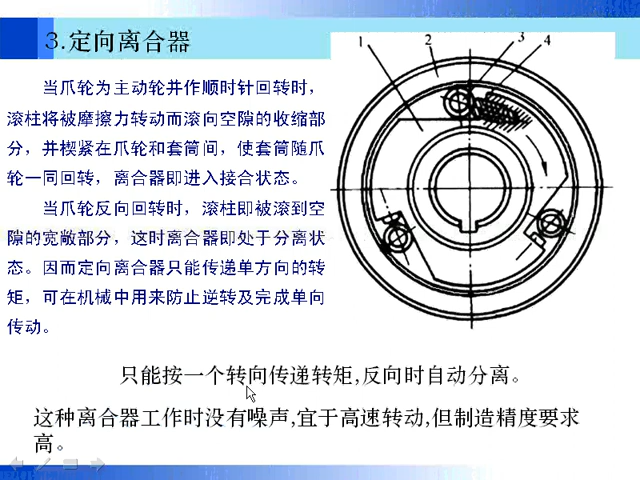 3.定向离合器
1 2 3 4
当爪轮为主动轮并作顺时针回转时，
滚柱将被摩擦力转动而滚向空隙的收缩部
分，并楔紧在爪轮和套筒间，使套筒随爪
轮一同回转，离合器即进入接合状态。
当爪轮反向回转时，滚柱即被滚到空
隙的宽敞部分，这时离合器即处于分离状
态。因而定向离合器只能传递单方向的转
矩，可在机械中用来防止逆转及完成单向
传动。
只能按一个转向传递转矩,反向时自动分离。
这种离合器工作时没有噪声,宜于高速转动,但制造精度要求
高。